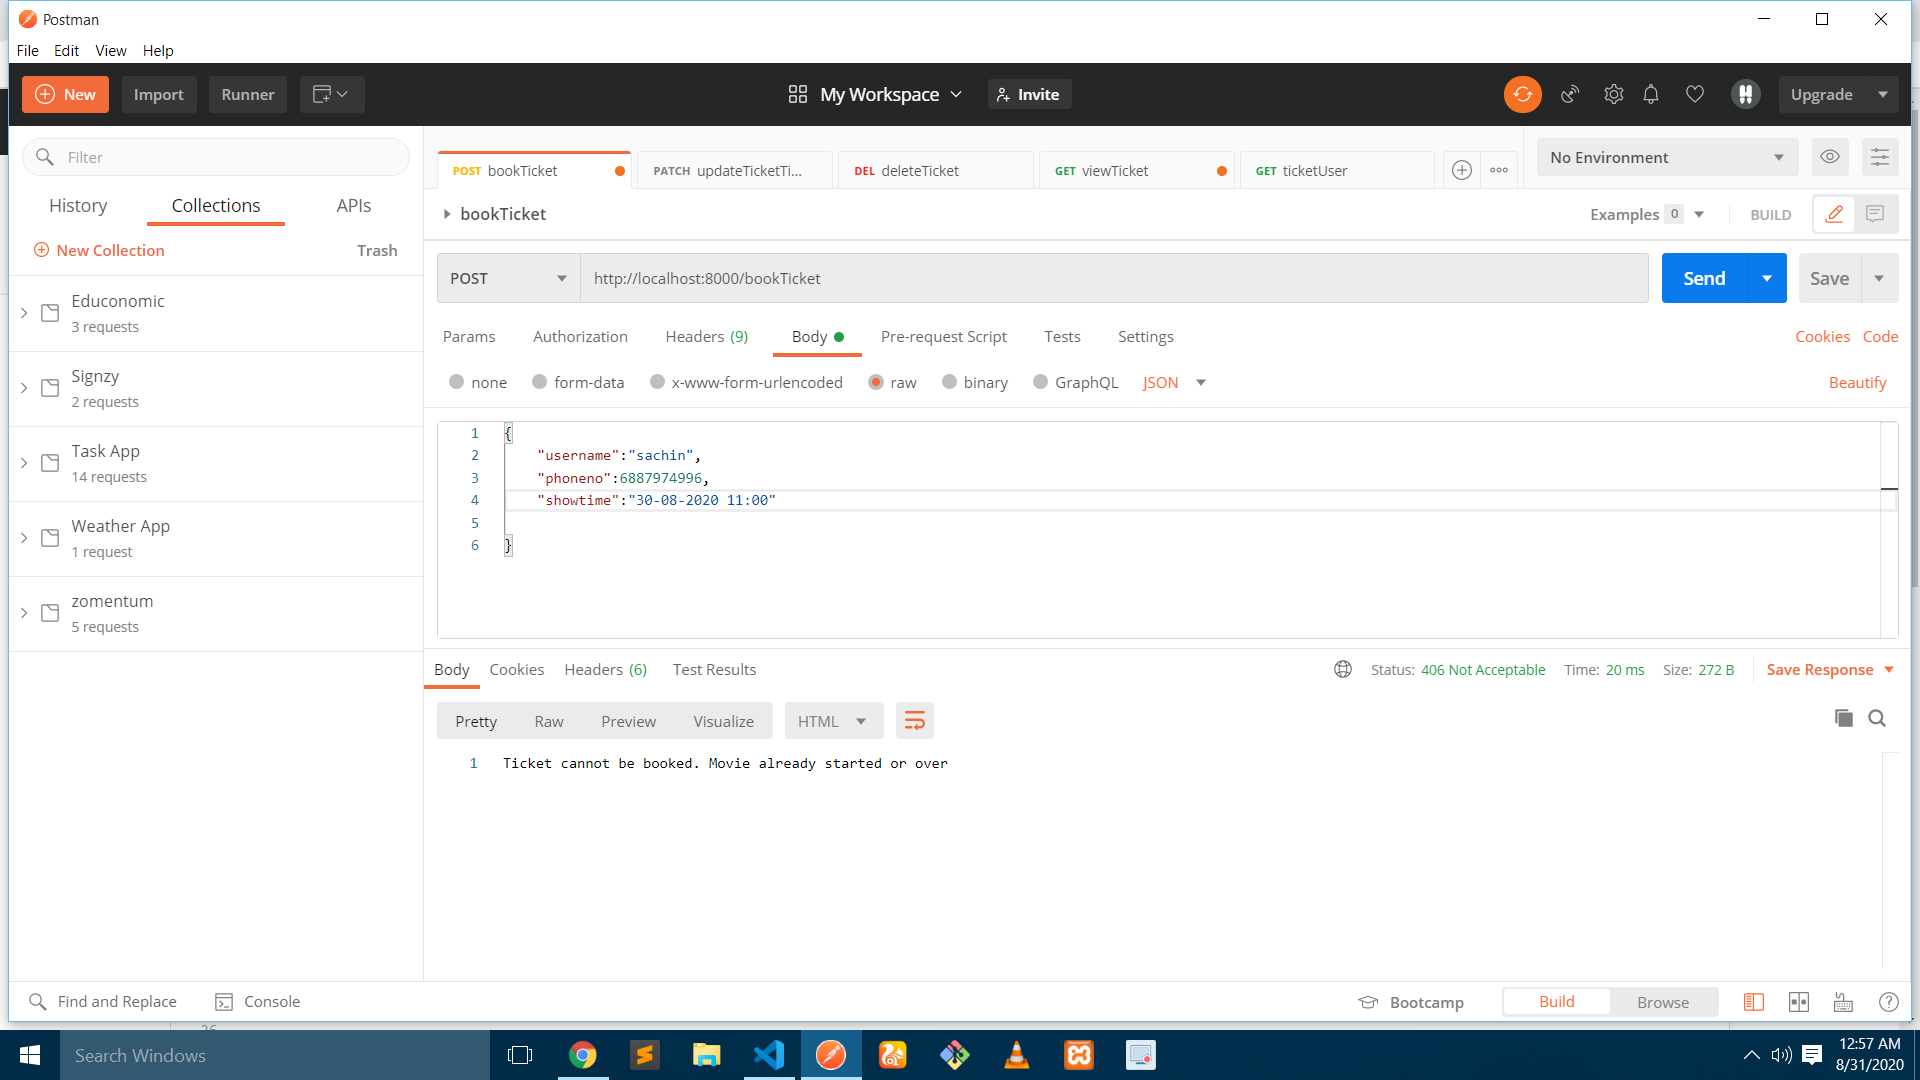 Postman
File Edit View Help
New Import Runner My Workspace Invite Upgrade
Filter
History Collections APIs
New Collection Trash
Educonomic
3 requests
Signzy
2 requests
Task App
14 requests
Weather App
1 request
zomentum
5 requests
POST bookTicket PATCH updateTicketTi... DEL deleteTicket GET viewTicket GET ticketUser
No Environment
bookTicket Examples 0 BUILD
POST http://localhost:8000/bookTicket Send Save
Params Authorization Headers (9) Body Pre-request Script Tests Settings Cookies Code
none form-data x-www-form-urlencoded raw binary GraphQL JSON Beautify
1 {
2 "username":"sachin",
3 "phoneno":6887974996,
4 "showtime":"30-08-2020 11:00"
5
6 }
Body Cookies Headers (6) Test Results Status: 406 Not Acceptable Time: 20 ms Size: 272 B Save Response
Pretty Raw Preview Visualize HTML
1 Ticket cannot be booked. Movie already started or over
Find and Replace Console Bootcamp Build Browse
Search Windows
12:57 AM
8/31/2020